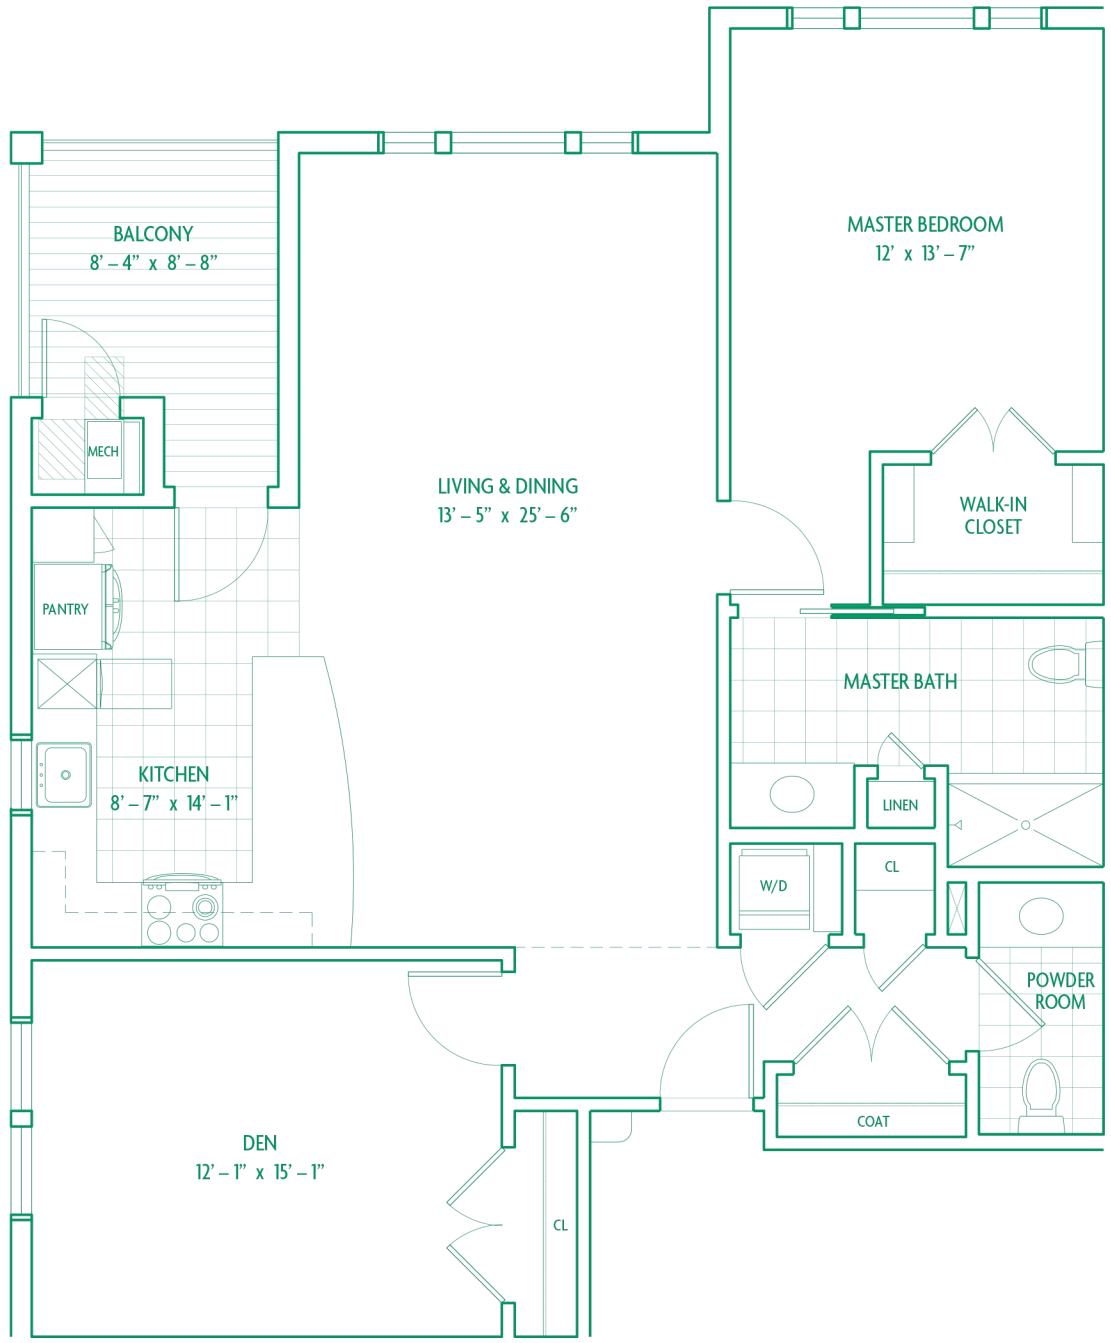 MASTER BEDROOM
12’ x 13’ – 7”
BALCONY
8’ – 4” x 8’ – 8”
MECH
LIVING & DINING
13’ – 5” x 25’ – 6”
WALK-IN
CLOSET
PANTRY
MASTER BATH
KITCHEN
8’ – 7” x 14’ – 1”
LINEN
W/D
CL
POWDER
ROOM
COAT
DEN
12’ – 1” x 15’ – 1”
CL